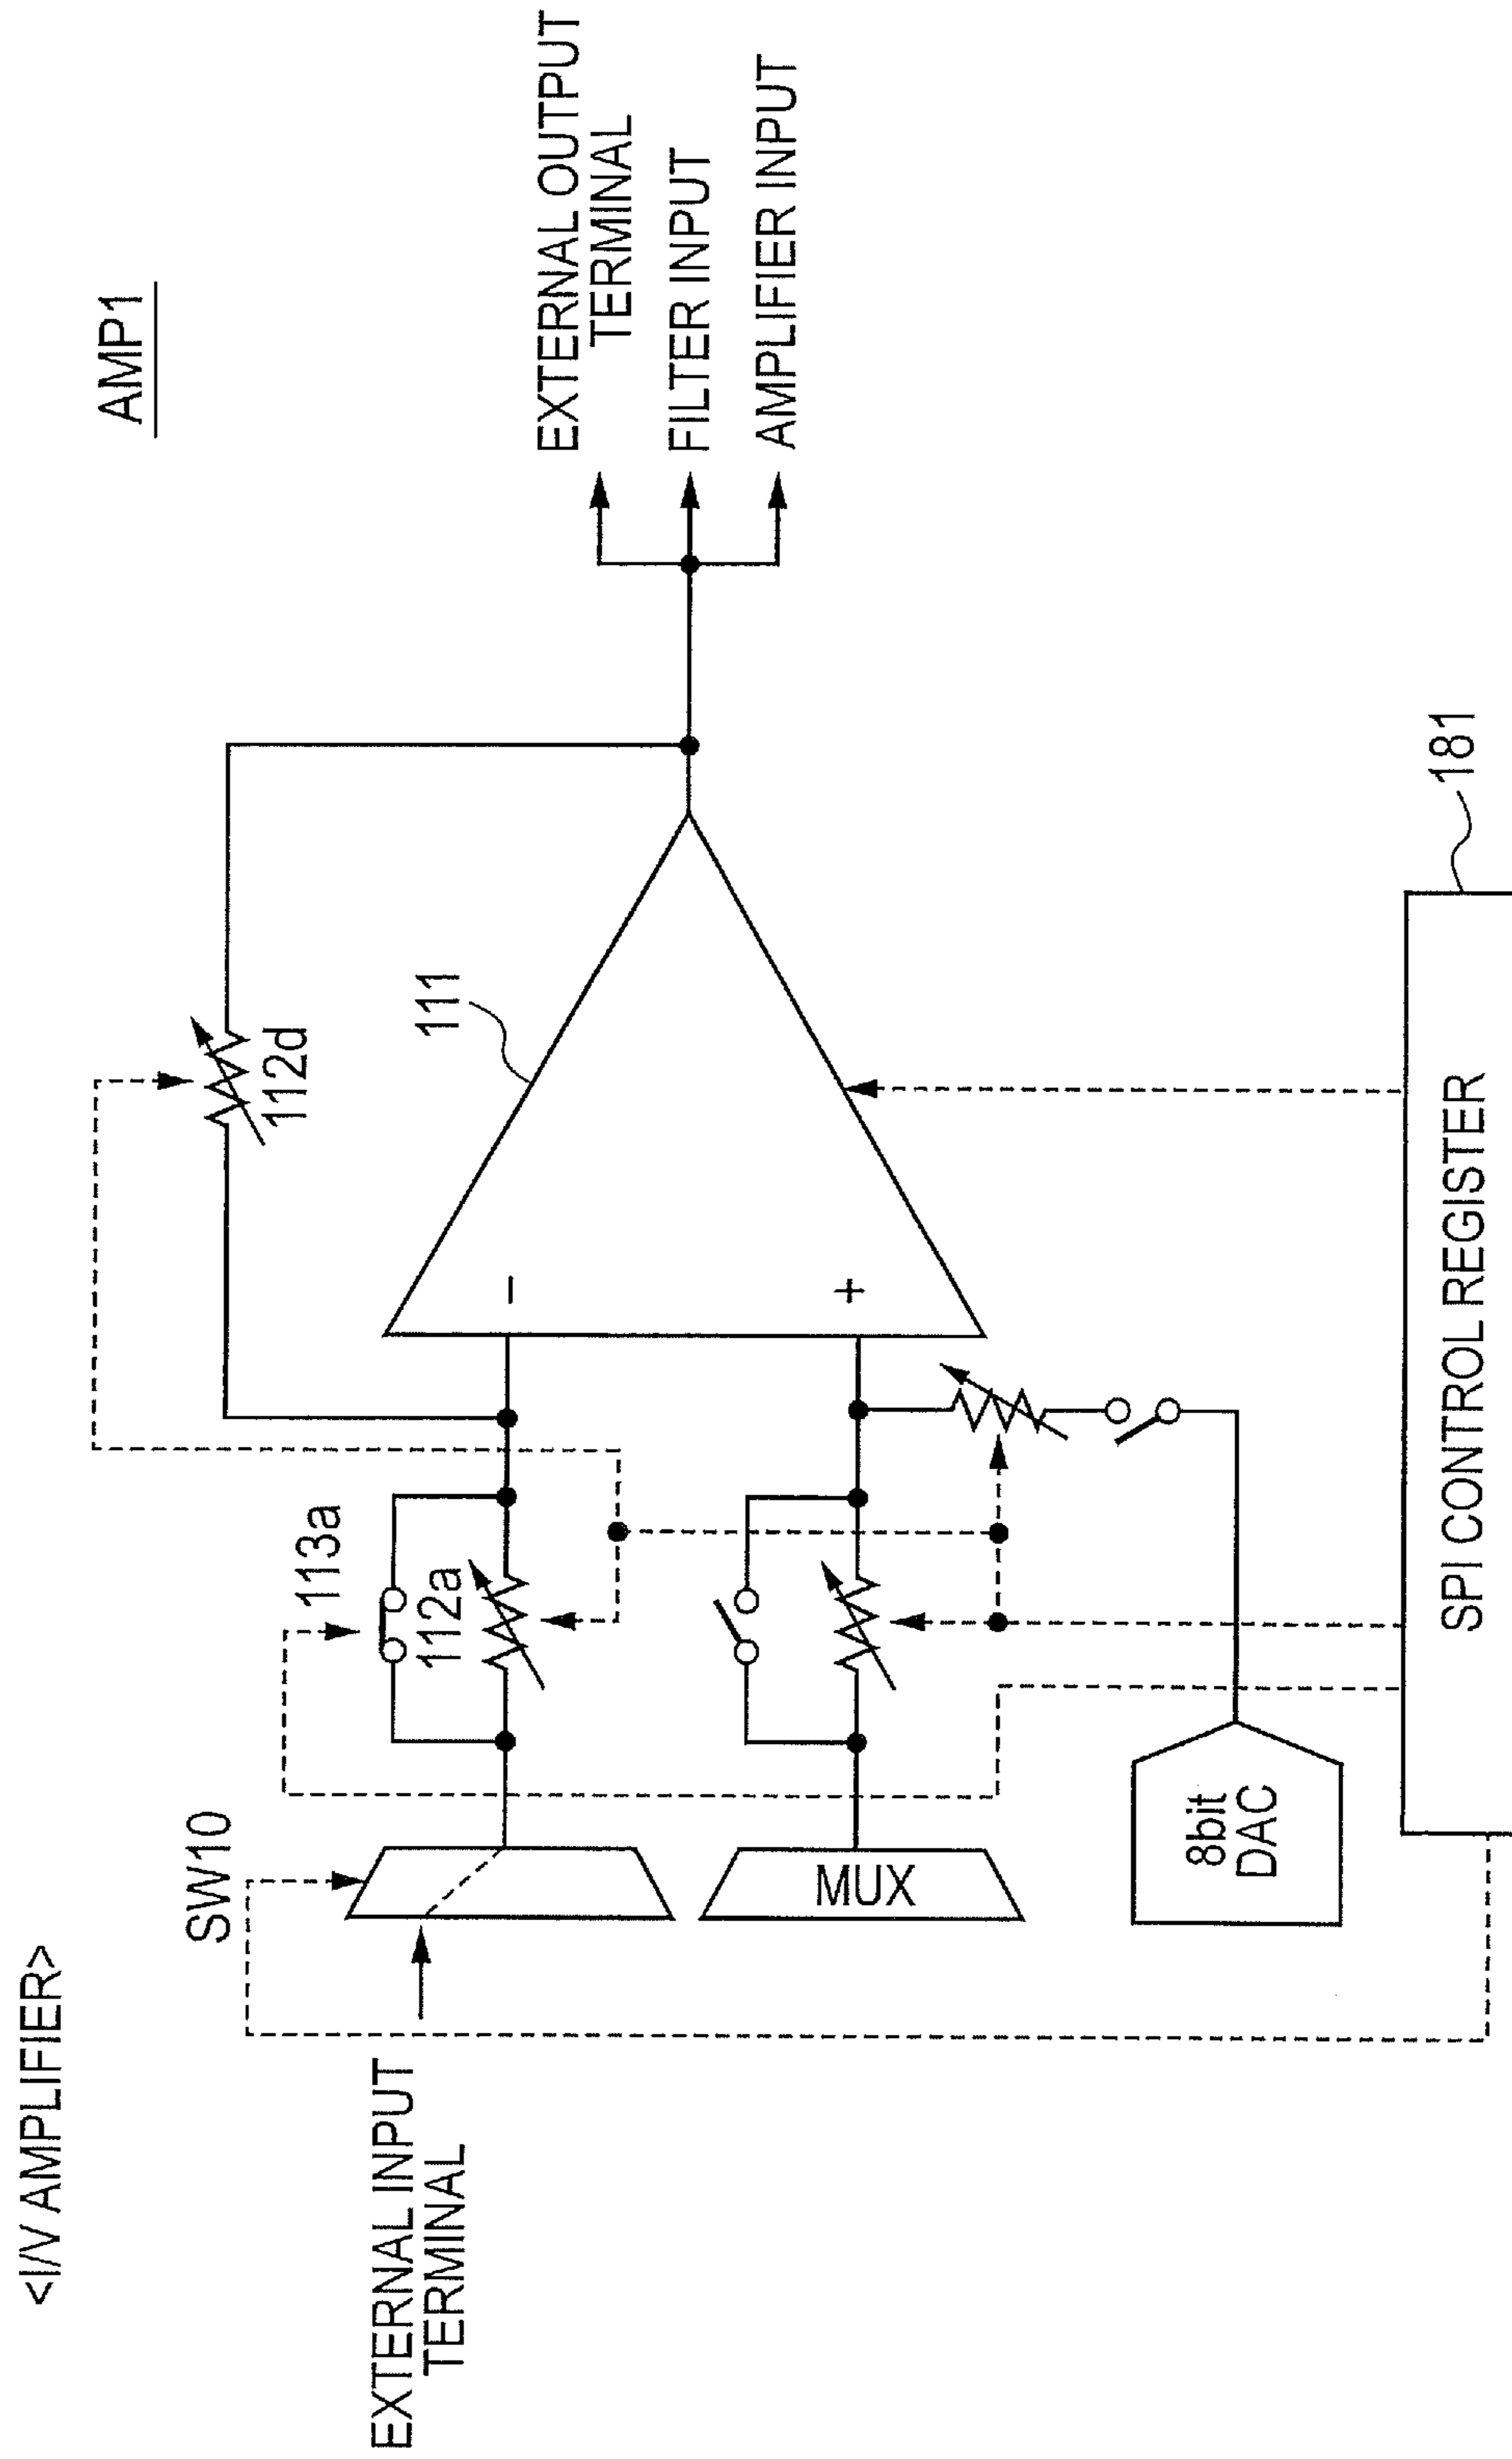 <I/V AMPLIFIER>
AMP1
EXTERNAL INPUT
TERMINAL
SW10
113a
112a
112d
111
−
+
MUX
8bit
DAC
EXTERNAL OUTPUT
TERMINAL
FILTER INPUT
AMPLIFIER INPUT
SPI CONTROL REGISTER
181